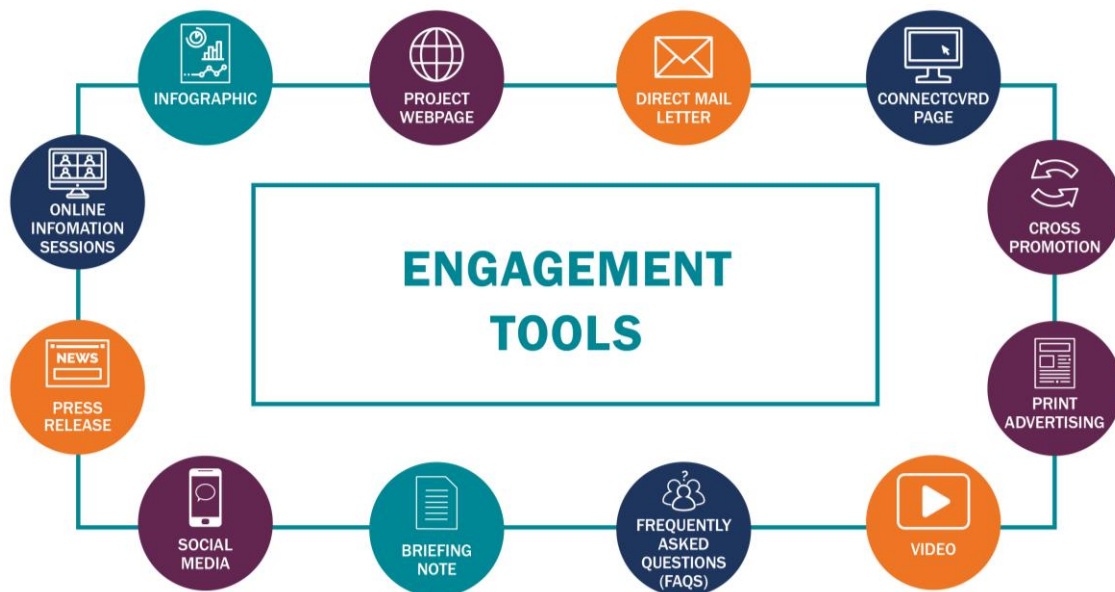 INFOGRAPHIC
PROJECT
WEBPAGE
DIRECT MAIL
LETTER
CONNECTCVRD
PAGE
ONLINE
INFOMATION
SESSIONS
CROSS
PROMOTION
ENGAGEMENT
TOOLS
NEWS
PRESS
RELEASE
PRINT
ADVERTISING
SOCIAL
MEDIA
BRIEFING
NOTE
?
FREQUENTLY
ASKED
QUESTIONS
(FAQS)
VIDEO